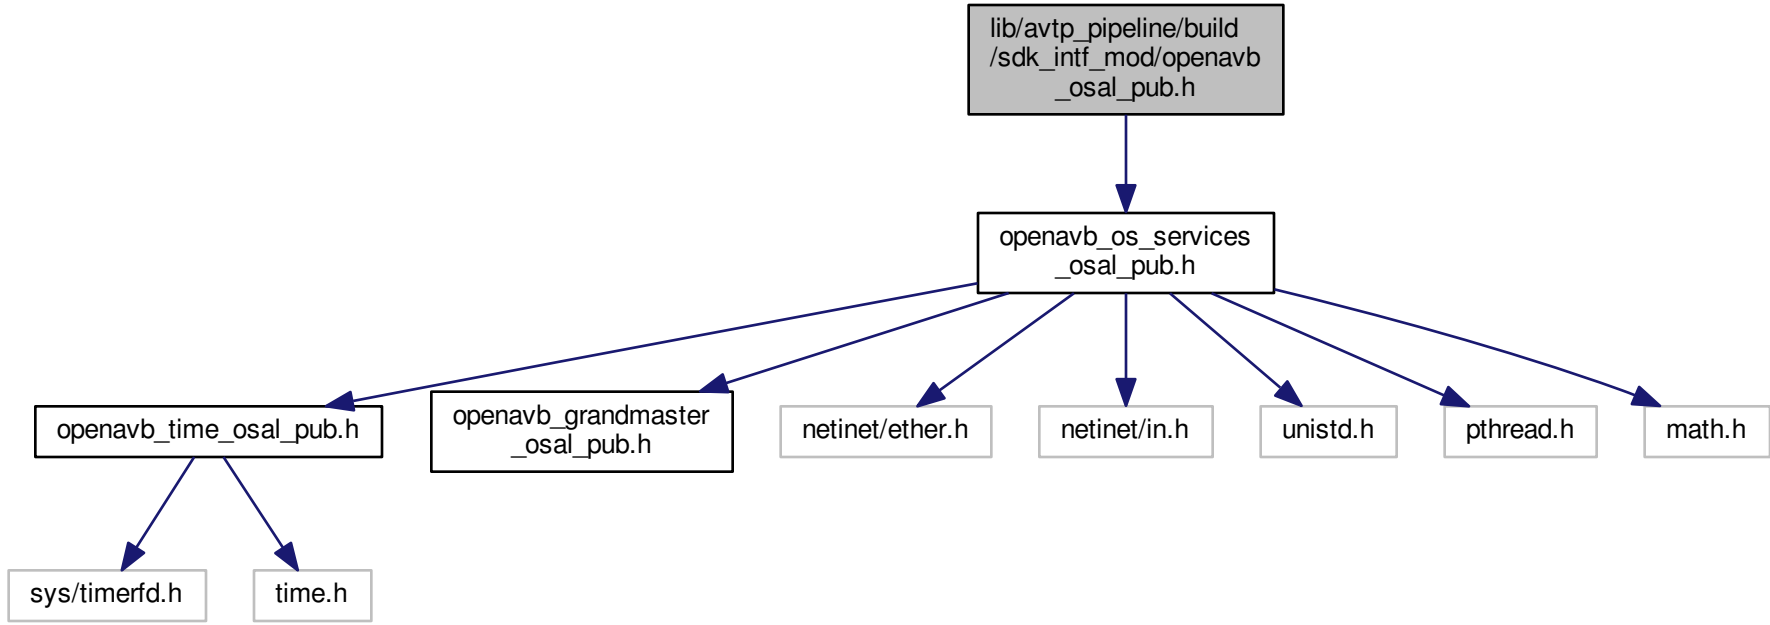 lib/avtp_pipeline/build
/sdk_intf_mod/openavb
_osal_pub.h
openavb_os_services
_osal_pub.h
openavb_time_osal_pub.h
openavb_grandmaster
_osal_pub.h
netinet/ether.h
netinet/in.h
unistd.h
pthread.h
math.h
sys/timerfd.h
time.h